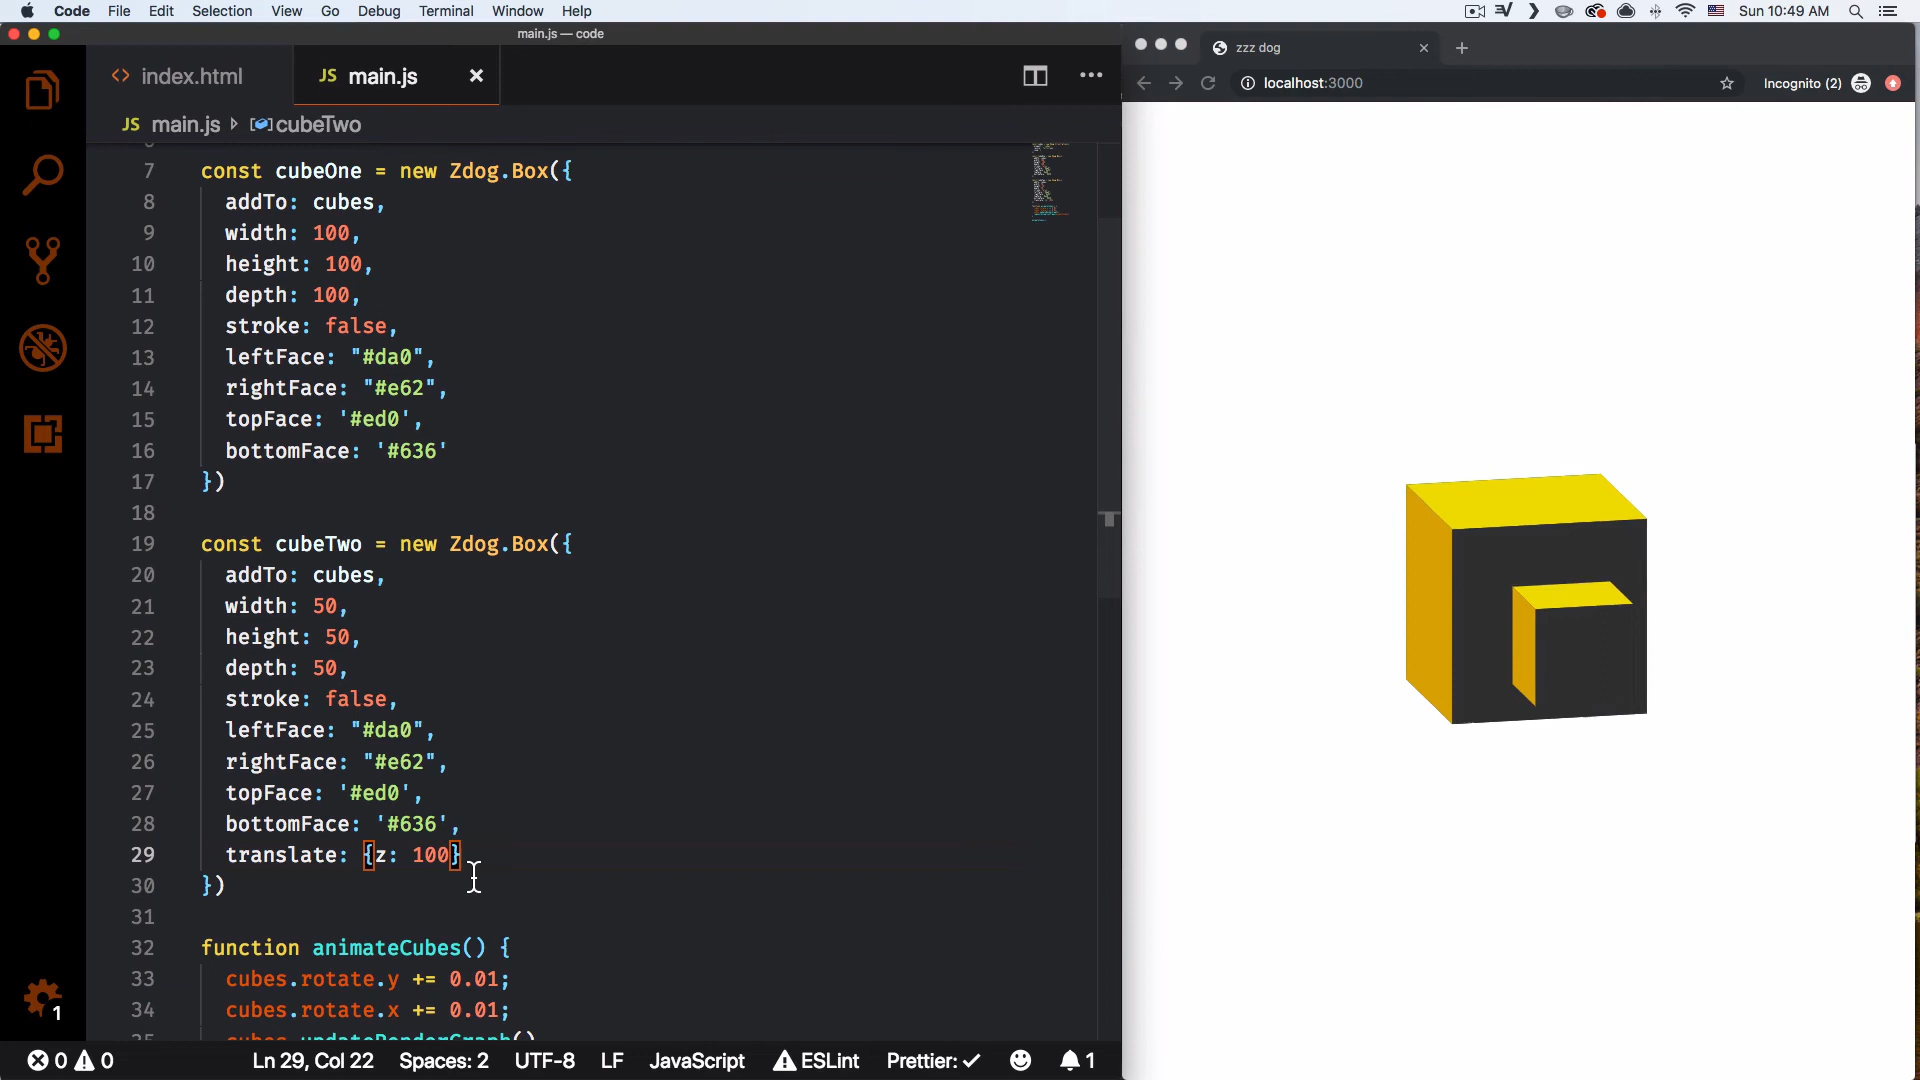 Code File Edit Selection View Go Debug Terminal Window Help Sun 10:49 AM
main.js — code
index.html JS main.js
JS main.js cubeTwo
7 const cubeOne = new Zdog.Box({
8 addTo: cubes,
9 width: 100,
10 height: 100,
11 depth: 100,
12 stroke: false,
13 leftFace: "#da0",
14 rightFace: "#e62",
15 topFace: '#ed0',
16 bottomFace: '#636'
17 })
18
19 const cubeTwo = new Zdog.Box({
20 addTo: cubes,
21 width: 50,
22 height: 50,
23 depth: 50,
24 stroke: false,
25 leftFace: "#da0",
26 rightFace: "#e62",
27 topFace: '#ed0',
28 bottomFace: '#636',
29 translate: {z: 100}
30 })
31
32 function animateCubes() {
33 cubes.rotate.y += 0.01;
34 cubes.rotate.x += 0.01;
1
0 0 Ln 29, Col 22 Spaces: 2 UTF-8 LF JavaScript ESLint Prettier: ✓ 1
zzz dog
localhost:3000 Incognito (2)